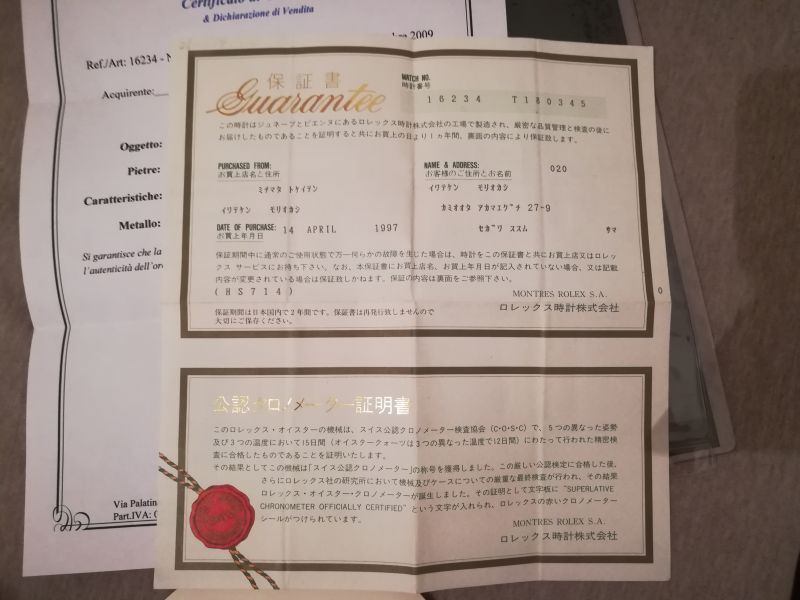 & Dichiarazione di Vendita
2009
Ref./Art: 16234 -
Acquirente:
Oggetto:
Pietre:
Caratteristiche:
Metallo:
Si garantisce che la
l'autenticità dell'
Via Palatin
Part.IVA:
保証書
Guarantee
WATCH NO.
時計番号
16234 T180345
この時計はジュネーブとビエンヌにあるロレックス時計株式会社の工場で製造され、厳密な品質管理と検査の後に
お届けしたものであることを証明すると共にお買上の日より1ヵ年間、裏面の内容により保証致します。
PURCHASED FROM:
お買上店名と住所
ミヂマタ トケイテン
イワテケン モリオカシ
NAME & ADDRESS:
お客様のご住所とお名前
020
イワテケン モリオカシ
カミオオタ アカマエグチ 27-9
DATE OF PURCHASE:
お買上年月日
14 APRIL 1997
セガワ ススム サマ
保証期間中に通常のご使用状態で万一何らかの故障を生じた場合は、時計をこの保証書と共にお買上店又はロレッ
クス サービスにお持ち下さい。なお、本保証書にお買上店名、お買上年月日が記入されていない場合、又は記載
内容が変更されている場合は保証致しかねます。保証の内容は裏面をご参照下さい。
(HS714)
MONTRES ROLEX S.A.
ロレックス時計株式会社
0
保証期間は日本国内で2年間です。保証書は再発行致しませんので
大切にご保存ください。
公認クロノメーター証明書
このロレックス・オイスターの機械は、スイス公認クロノメーター検査協会(C・O・S・C)で、5つの異なった姿勢
及び3つの温度において15日間(オイスタークォーツは3つの異なった温度で12日間)にわたって行われた精密検
査に合格したものであることを証明いたします。
その結果としてこの機械は「スイス公認クロノメーター」の称号を獲得しました。この厳しい公認検定に合格した後、
さらにロレックス社の研究所において機械及びケースについての厳重な最終検査が行われ、その結果
ロレックス・オイスター・クロノメーターが誕生しました。その証明として文字板に"SUPERLATIVE
CHRONOMETER OFFICIALLY CERTIFIED"という文字が入れられ、ロレックスの赤いクロノメーター
シールがつけられています。
MONTRES ROLEX S.A.
ロレックス時計株式会社